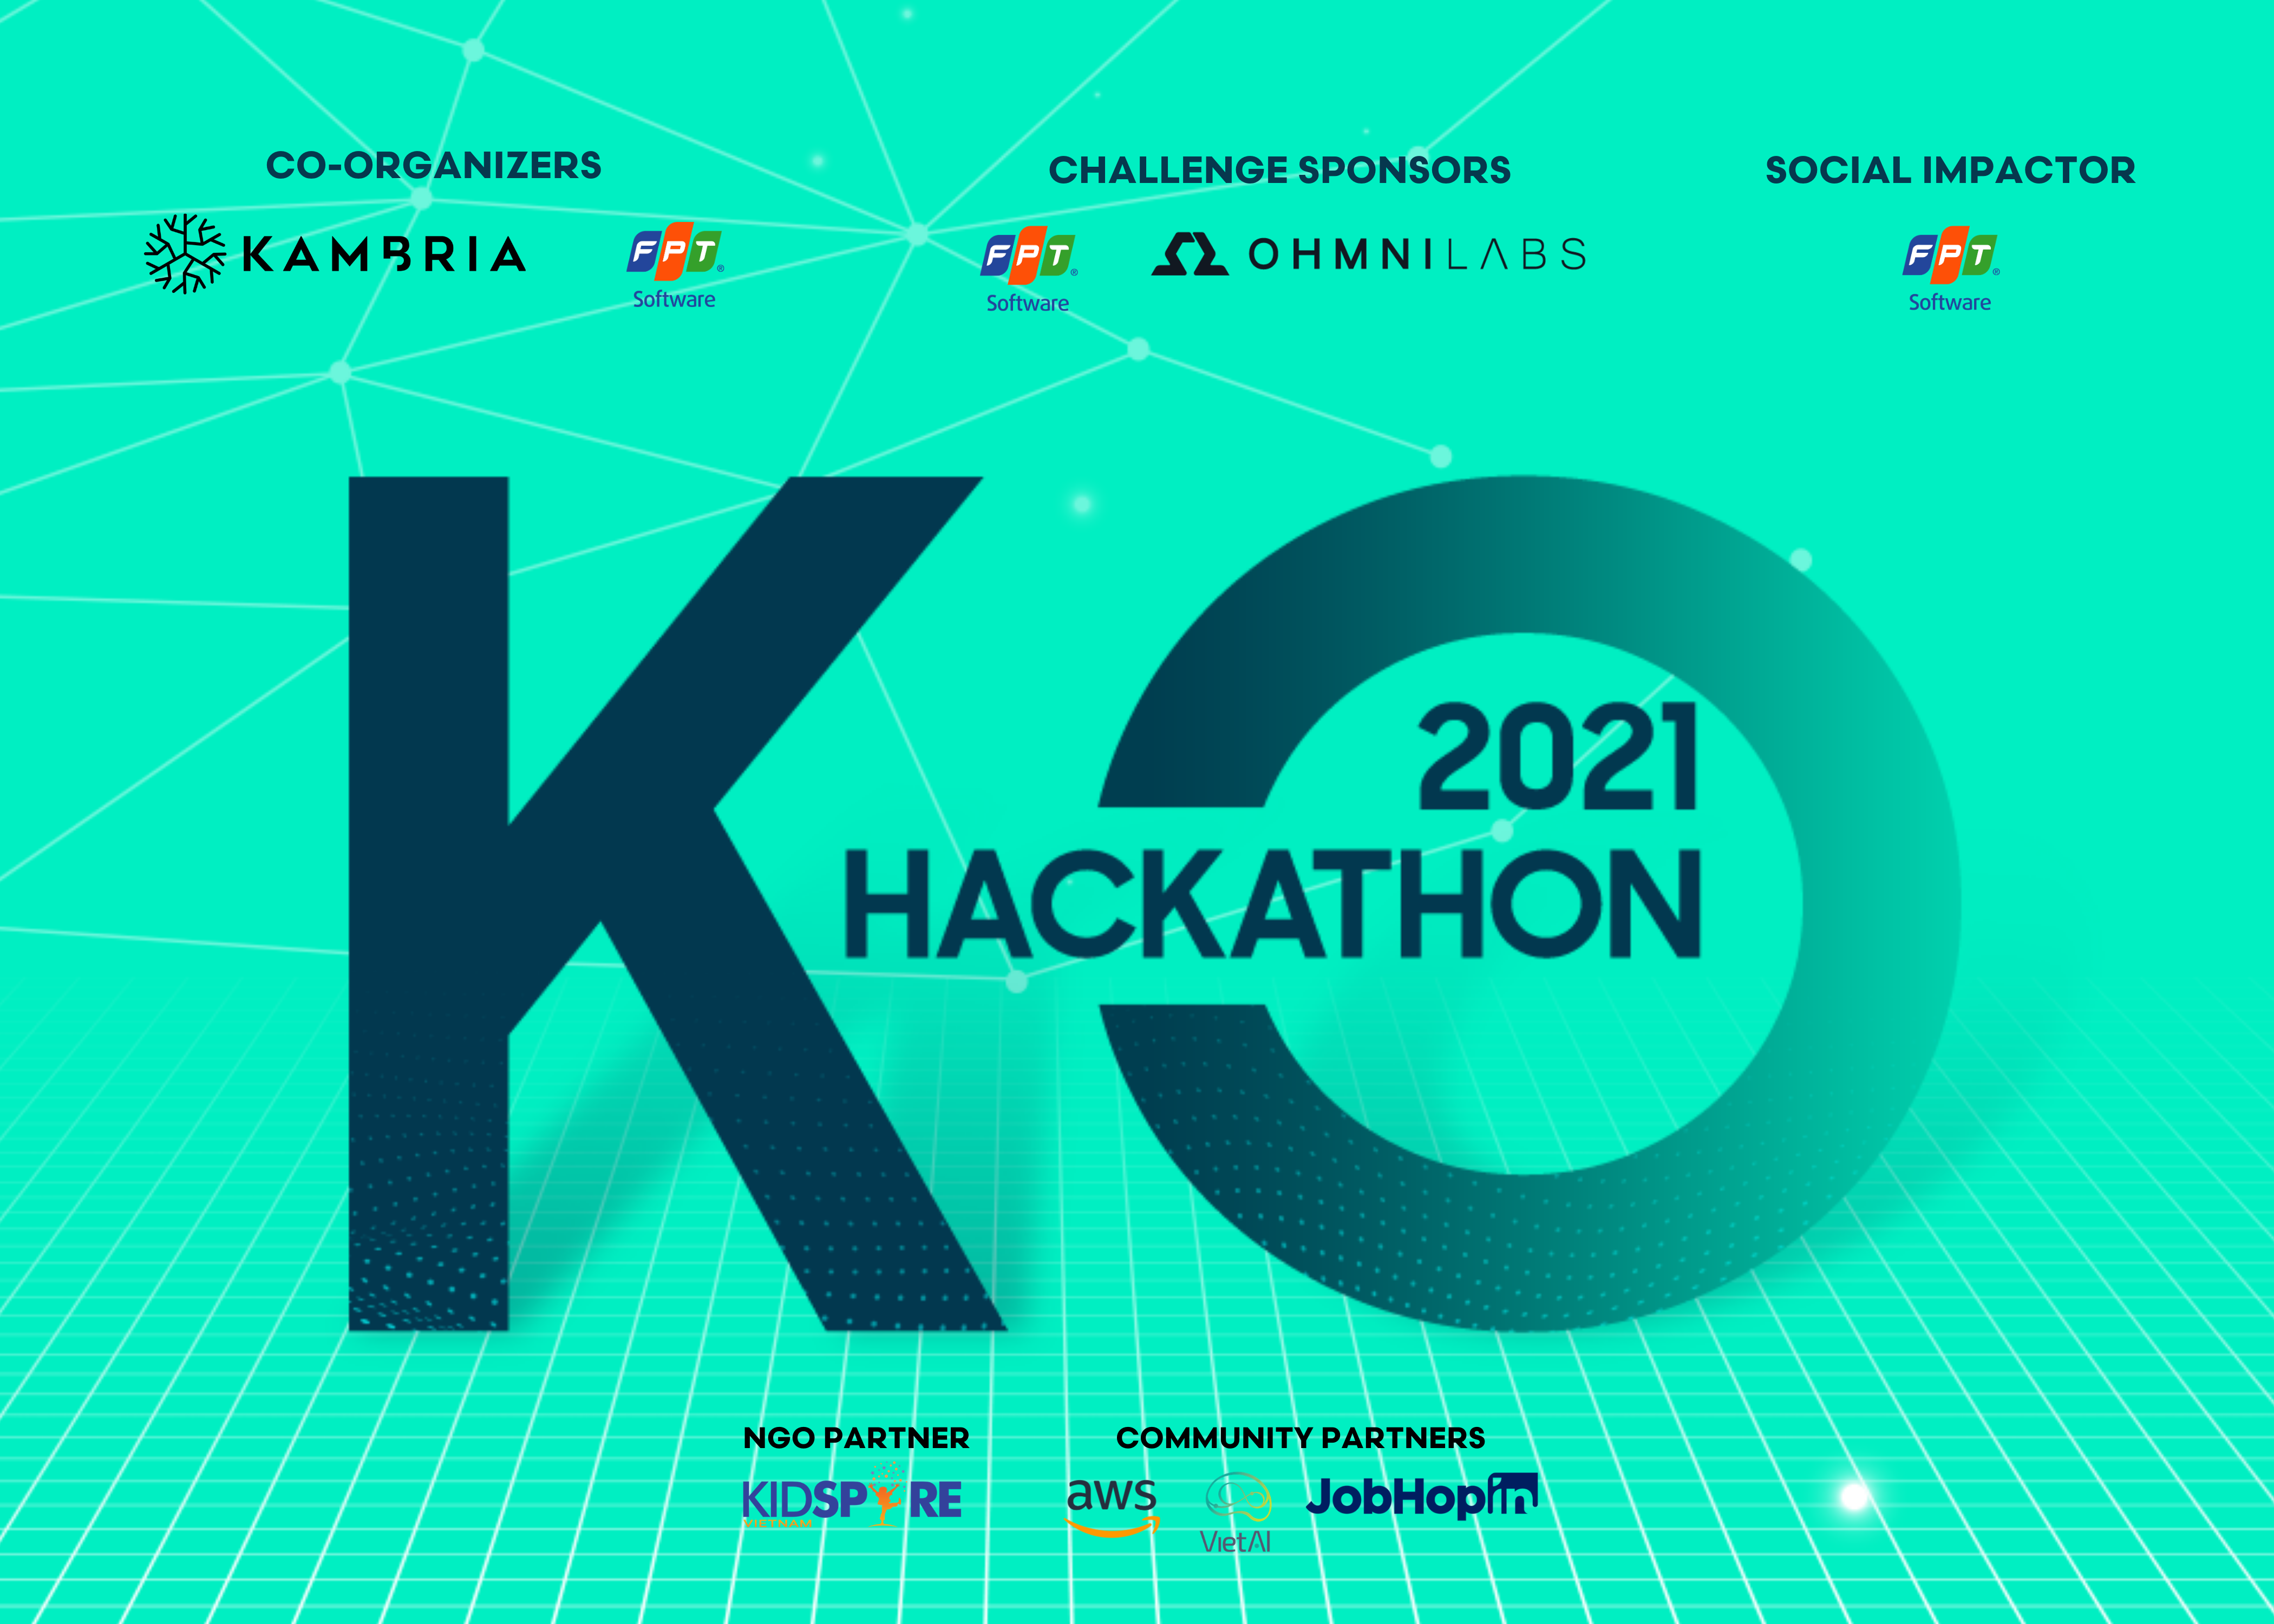 CO-ORGANIZERS
KAMBRIA
FPT®
Software
CHALLENGE SPONSORS
FPT®
Software
OHMNILABS
SOCIAL IMPACTOR
FPT®
Software
K
2021
HACKATHON
NGO PARTNER
KIDSPIRE
VIETNAM
COMMUNITY PARTNERS
aws
VietAI
JobHopin